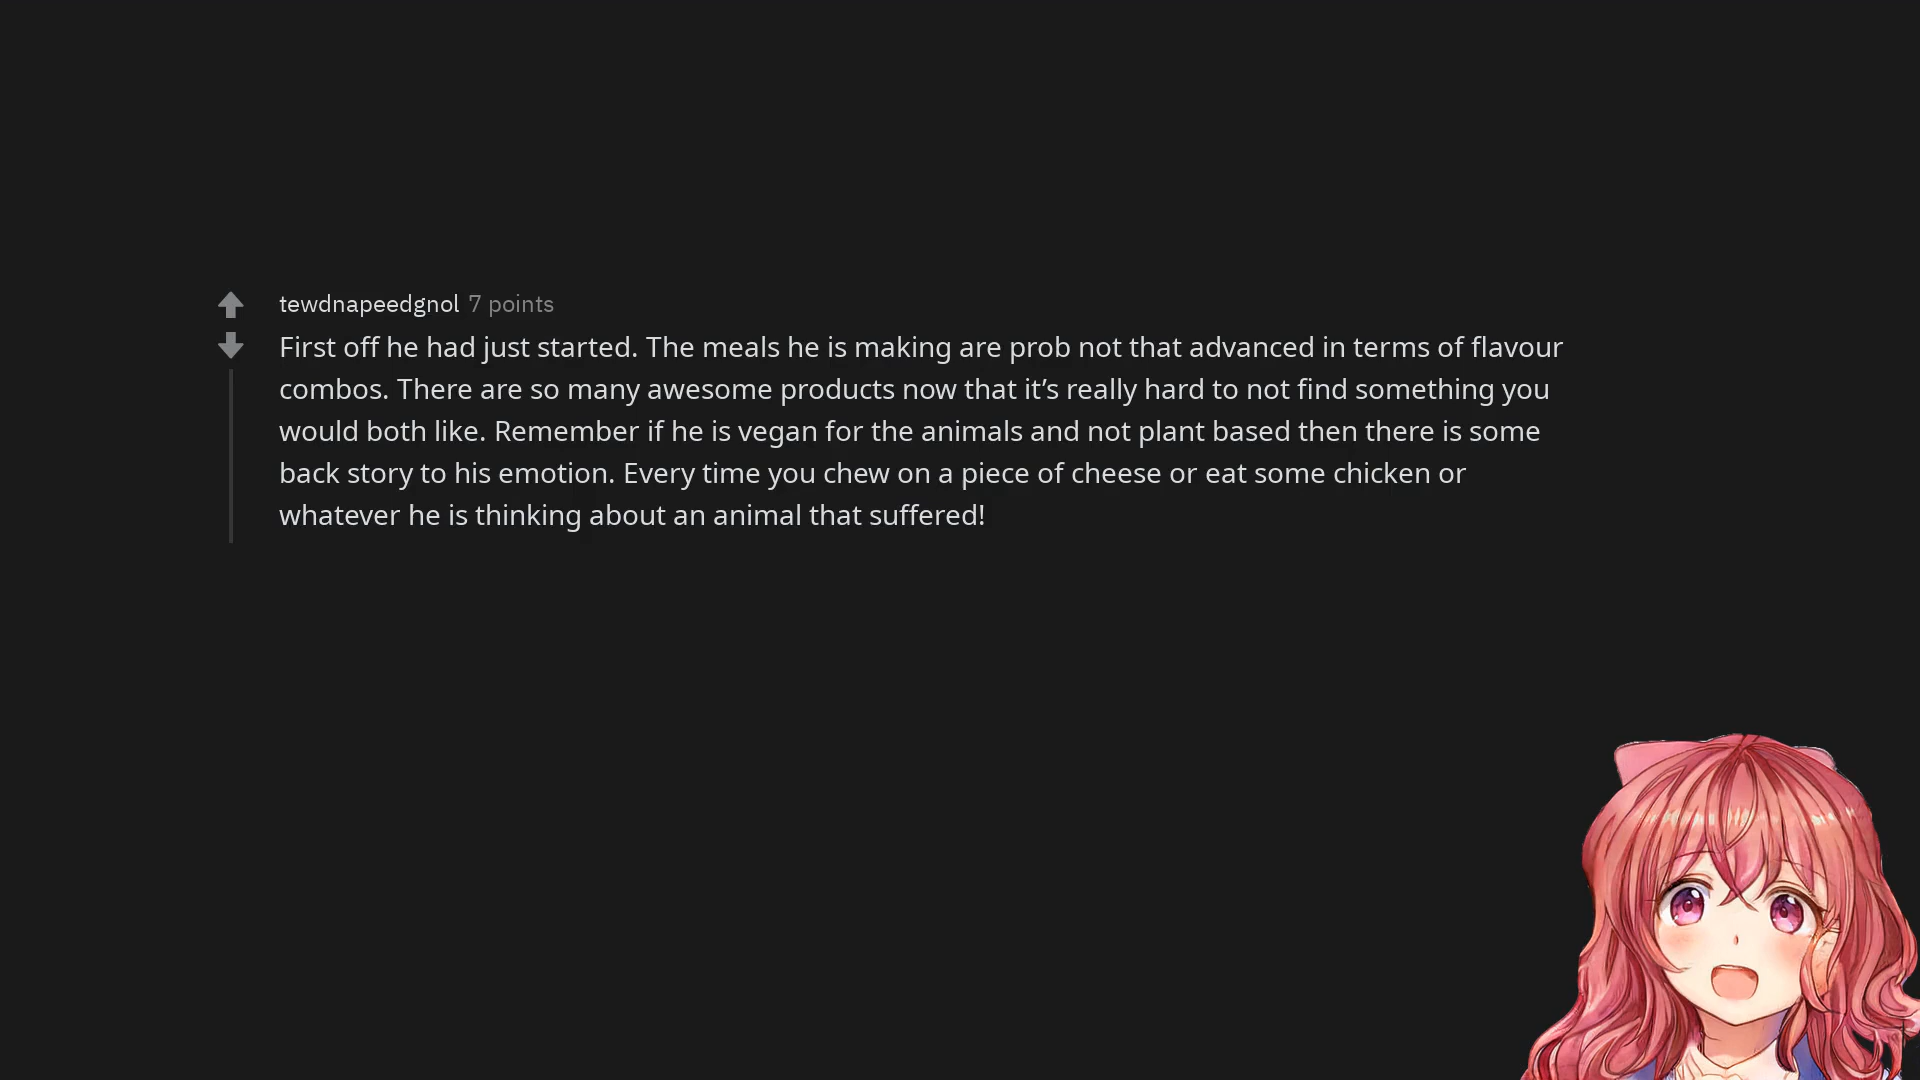 tewdnapeedgnol 7 points
First off he had just started. The meals he is making are prob not that advanced in terms of flavour
combos. There are so many awesome products now that it’s really hard to not find something you
would both like. Remember if he is vegan for the animals and not plant based then there is some
back story to his emotion. Every time you chew on a piece of cheese or eat some chicken or
whatever he is thinking about an animal that suffered!